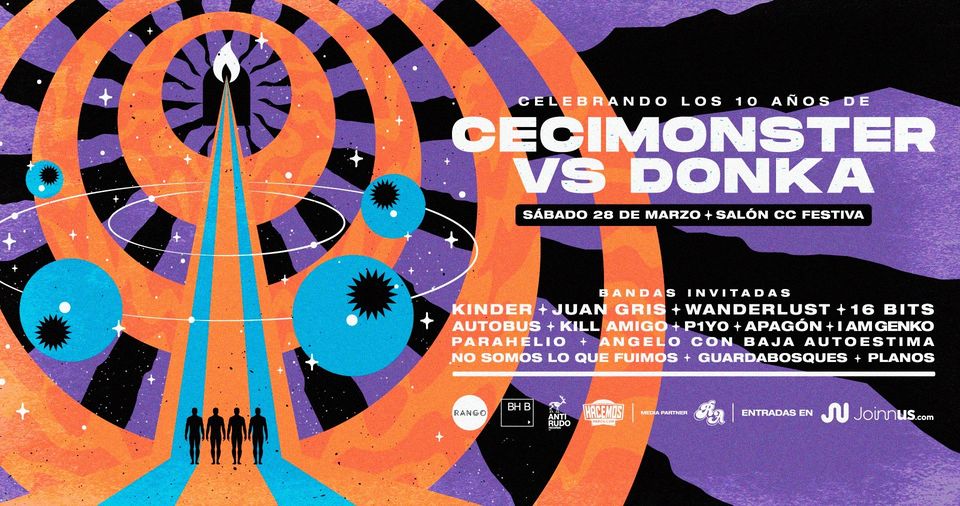 CELEBRANDO LOS 10 AÑOS DE
CECIMONSTER
VS DONKA
SÁBADO 28 DE MARZO + SALÓN CC FESTIVA
BANDAS INVITADAS
KINDER + JUAN GRIS + WANDERLUST + 16 BITS
AUTOBUS + KILL AMIGO + P1YO + APAGÓN + I AM GENKO
PARAHELIO + ANGELO CON BAJA AUTOESTIMA
NO SOMOS LO QUE FUIMOS + GUARDABOSQUES + PLANOS
RANGO BH B ANTI RUDO HACEMOS MEDIA PARTNER ENTRADAS EN Joinnus.com